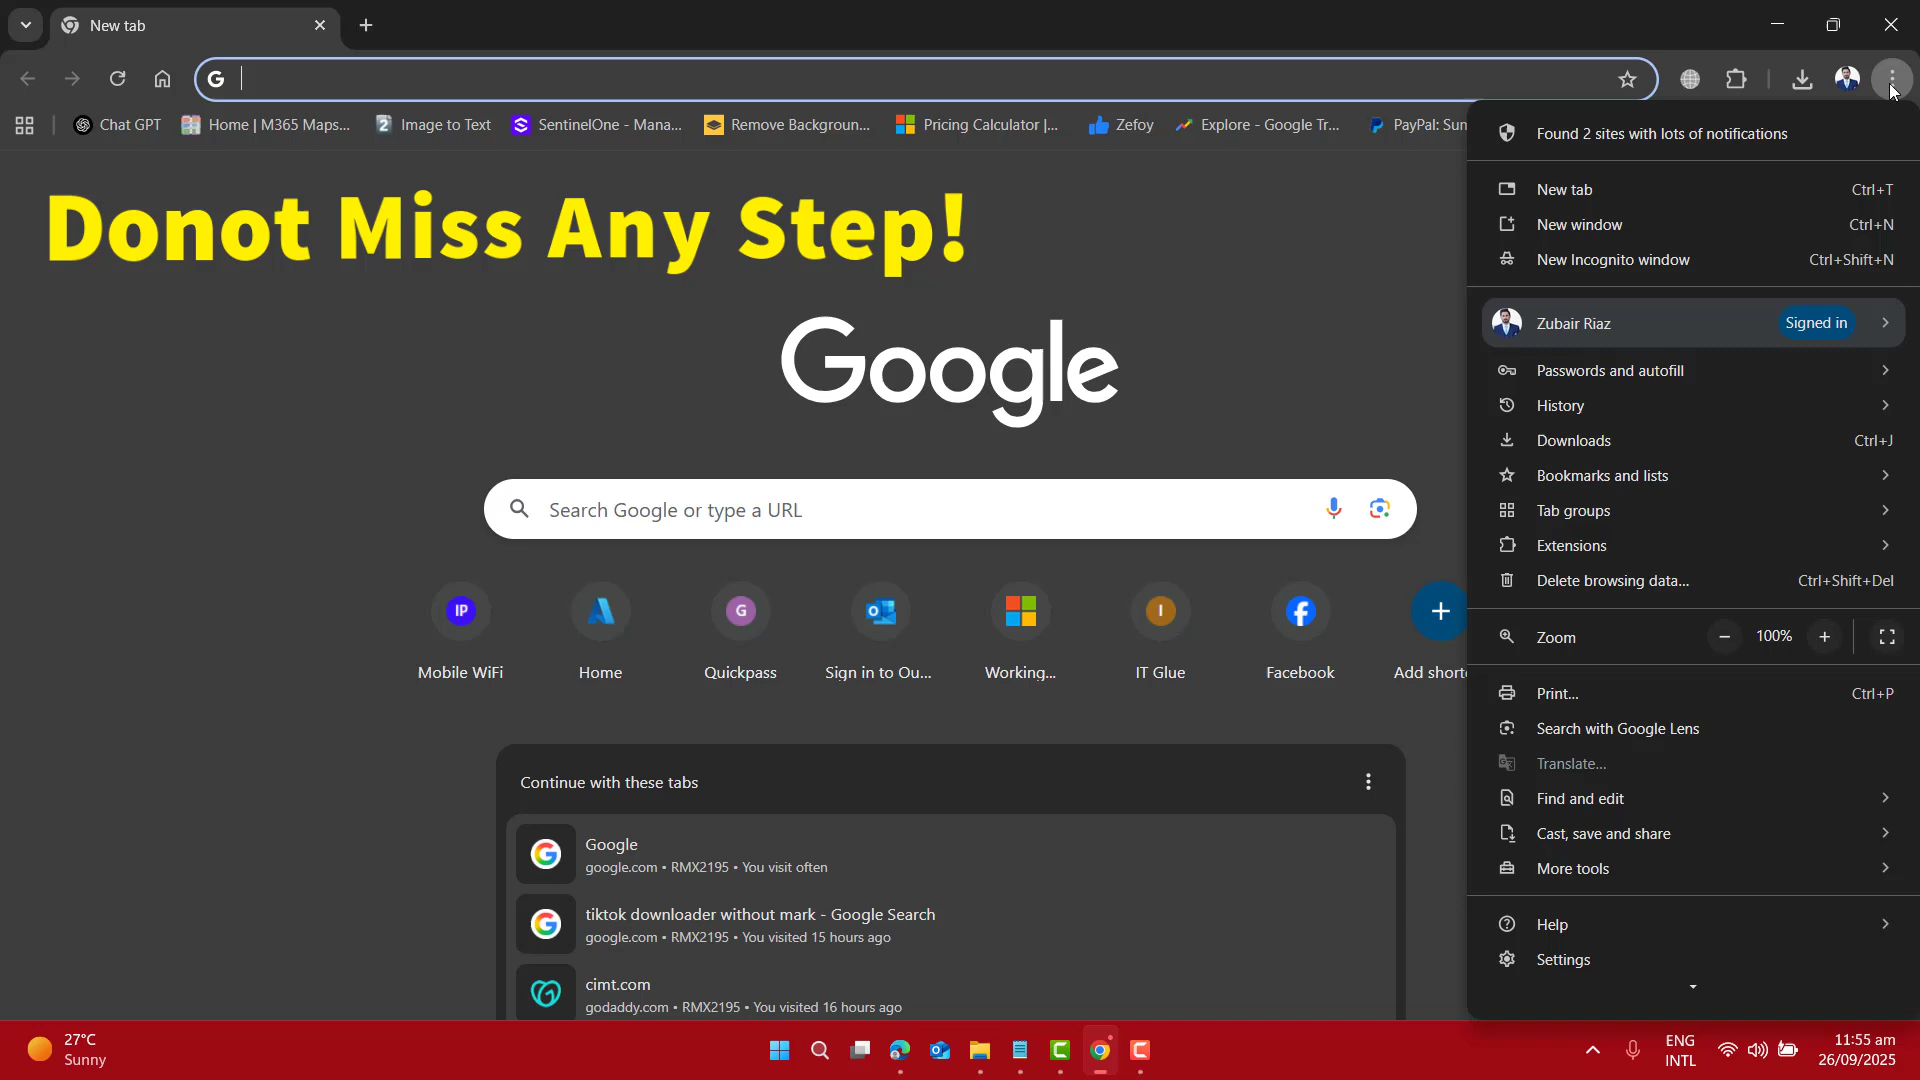 New tab
Chat GPT
Home | M365 Maps...
Image to Text
SentinelOne - Mana...
Remove Backgroun...
Pricing Calculator |...
Zefoy
Explore - Google Tr...
PayPal: Sun
Donot Miss Any Step!
Google
Search Google or type a URL
IP
G
I
Mobile WiFi
Home
Quickpass
Sign in to Ou...
Working...
IT Glue
Facebook
Add short
Continue with these tabs
Google
google.com • RMX2195 • You visit often
tiktok downloader without mark - Google Search
google.com • RMX2195 • You visited 15 hours ago
cimt.com
godaddy.com • RMX2195 • You visited 16 hours ago
Found 2 sites with lots of notifications
New tab Ctrl+T
New window Ctrl+N
New Incognito window Ctrl+Shift+N
Zubair Riaz Signed in
Passwords and autofill
History
Downloads Ctrl+J
Bookmarks and lists
Tab groups
Extensions
Delete browsing data... Ctrl+Shift+Del
Zoom 100%
Print... Ctrl+P
Search with Google Lens
Translate...
Find and edit
Cast, save and share
More tools
Help
Settings
27°C
Sunny
ENG
INTL
11:55 am
26/09/2025